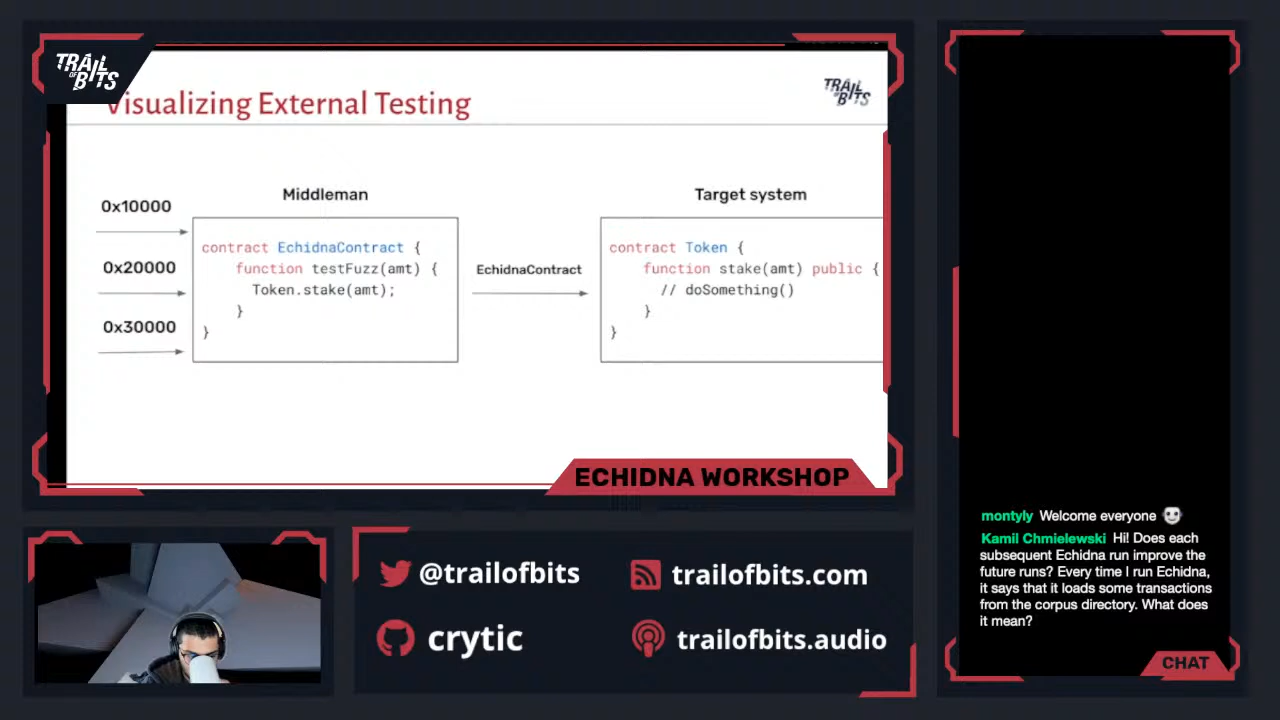 TRAIL
OF
BITS
Visualizing External Testing
TRAIL
OF
BITS
Middleman
Target system
0x10000
0x20000
0x30000
contract EchidnaContract {
function testFuzz(amt) {
Token.stake(amt);
}
}
EchidnaContract
contract Token {
function stake(amt) public {
// doSomething()
}
}
ECHIDNA WORKSHOP
@trailofbits
trailofbits.com
crytic
trailofbits.audio
montyly Welcome everyone
Kamil Chmielewski Hi! Does each
subsequent Echidna run improve the
future runs? Every time I run Echidna,
it says that it loads some transactions
from the corpus directory. What does
it mean?
CHAT